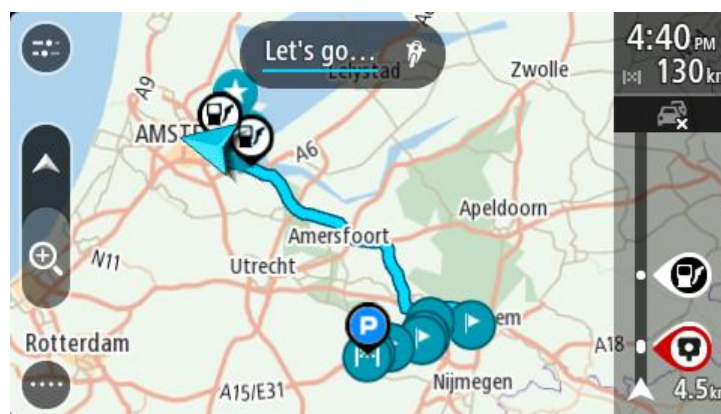 Let's go...
4:40 PM
130 km
Lelystad
Zwolle
A9
AMST
A6
Apeldoorn
Amersfoort
N11
Utrecht
P
em
Rotterdam
A18
A15/E31
Nijmegen
4.5 km